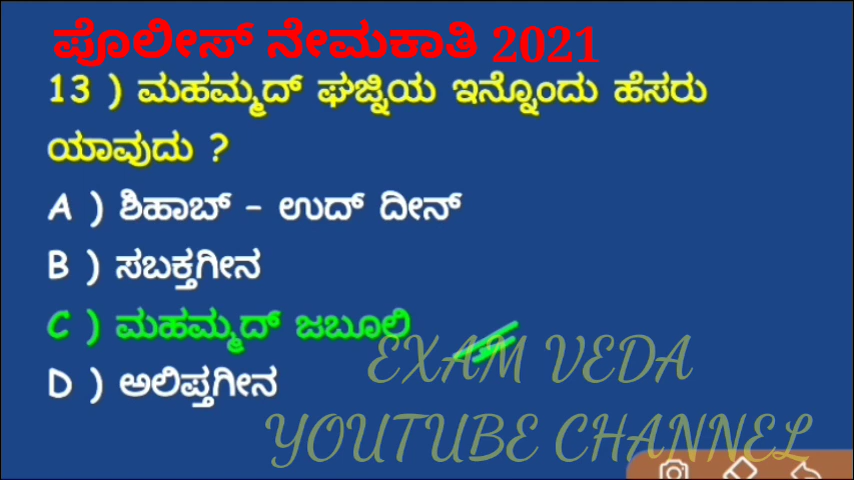 ಪೊಲೀಸ್ ನೇಮಕಾತಿ 2021
13 ) ಮಹಮ್ಮದ್ ಘಜ್ನಿಯ ಇನ್ನೊಂದು ಹೆಸರು
ಯಾವುದು ?
A ) ಶಿಹಾಬ್ - ಉದ್ ದೀನ್
B ) ಸಬಕ್ತಗೀನ
C ) ಮಹಮ್ಮದ್ ಜಬೂಲಿ
D ) ಅಲಿಪ್ತಗೀನ
EXAM VEDA
YOUTUBE CHANNEL